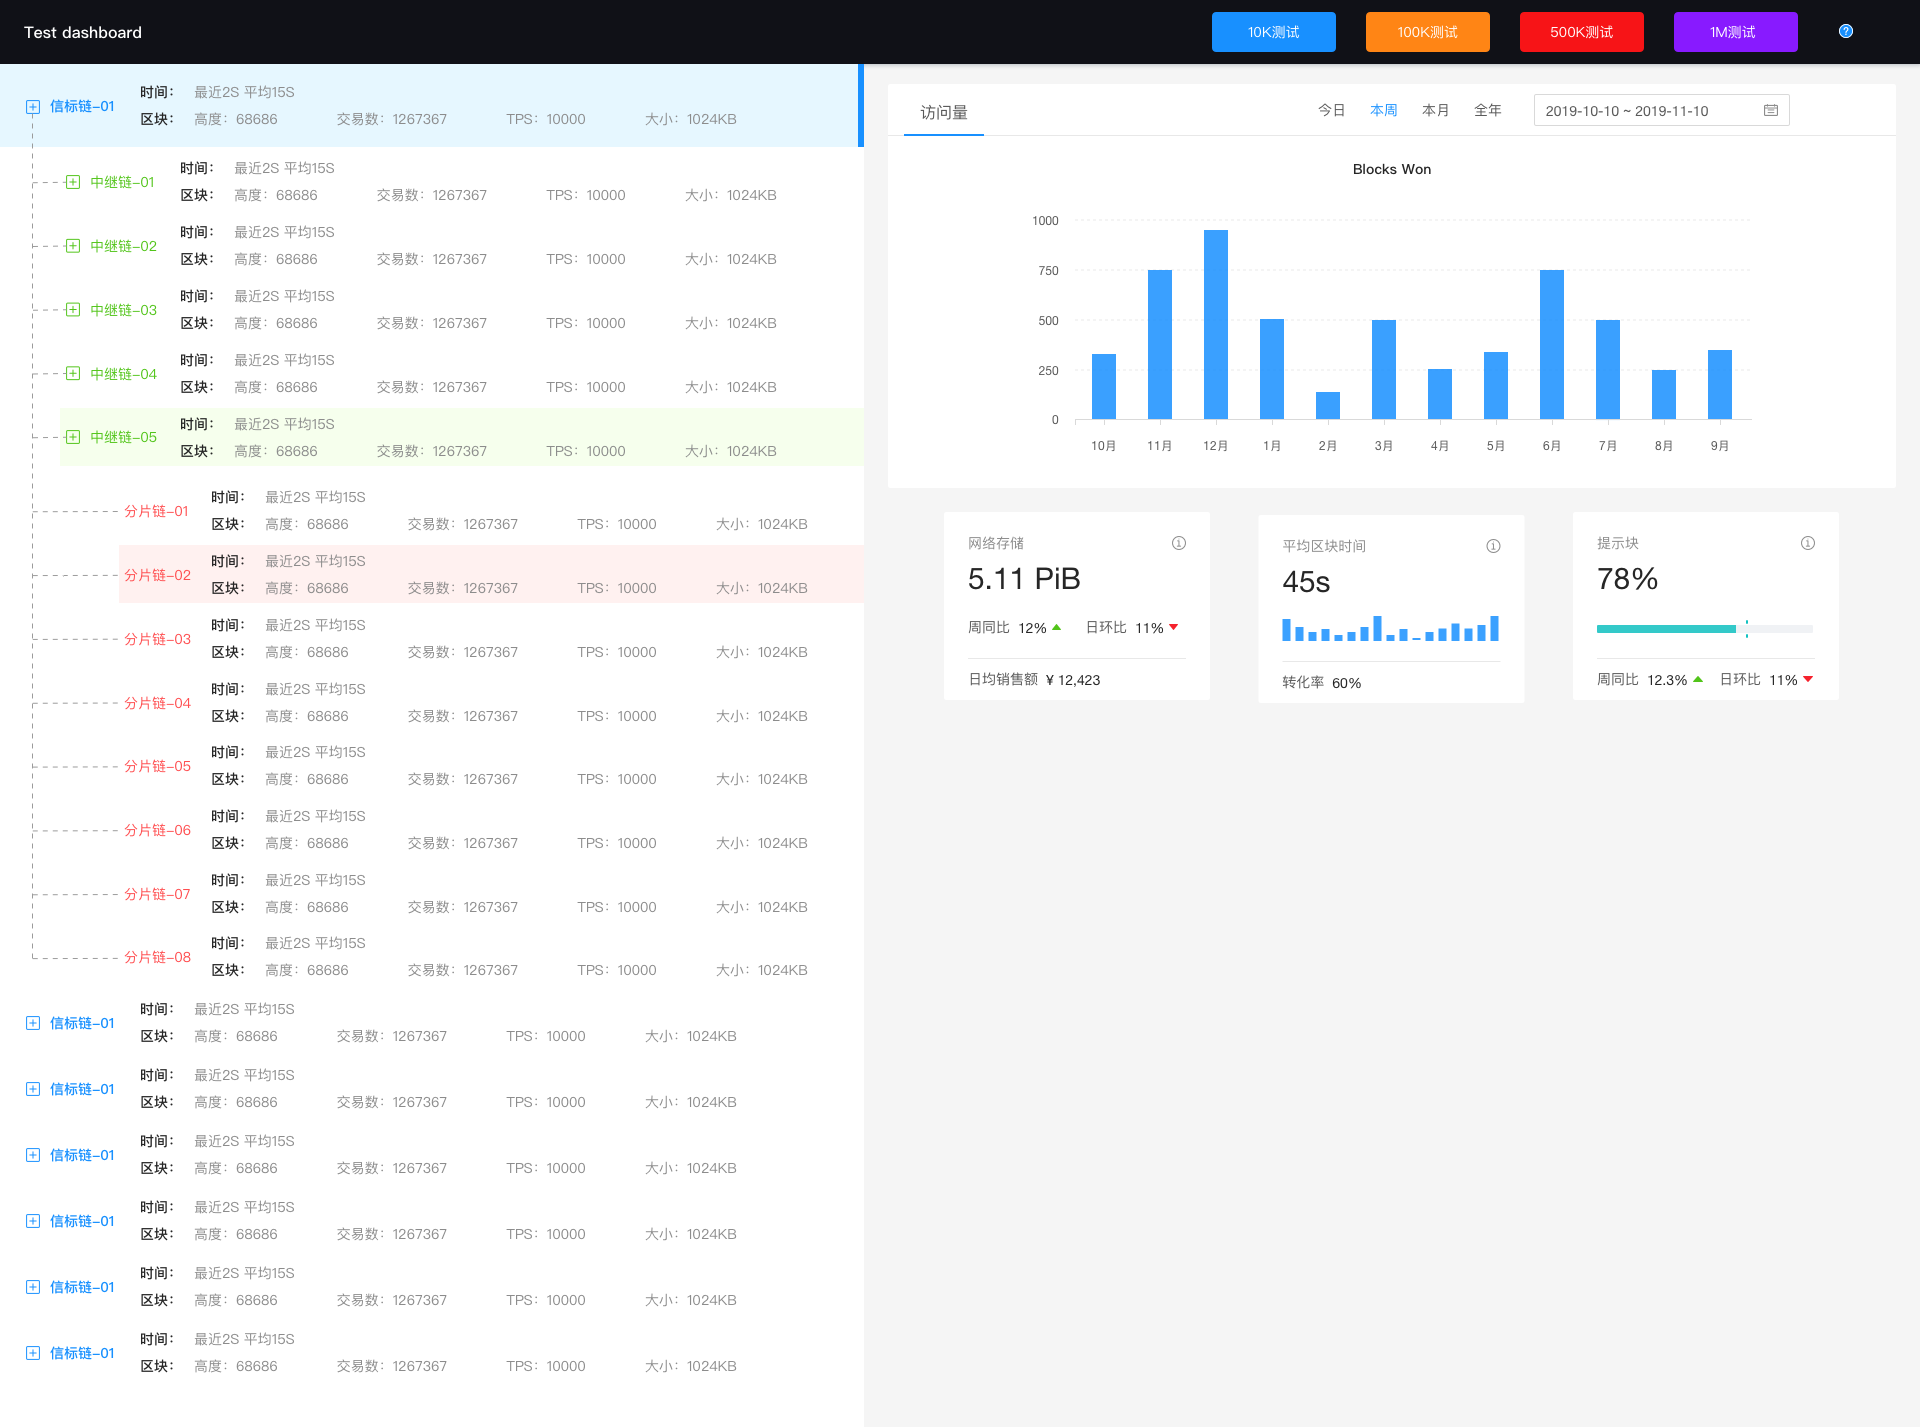 Test dashboard
10K测试
100K测试
500K测试
1M测试
信标链-01
时间： 最近2S 平均15S
区块： 高度：68686 交易数：1267367 TPS：10000 大小：1024KB
中继链-01
时间： 最近2S 平均15S
区块： 高度：68686 交易数：1267367 TPS：10000 大小：1024KB
中继链-02
时间： 最近2S 平均15S
区块： 高度：68686 交易数：1267367 TPS：10000 大小：1024KB
中继链-03
时间： 最近2S 平均15S
区块： 高度：68686 交易数：1267367 TPS：10000 大小：1024KB
中继链-04
时间： 最近2S 平均15S
区块： 高度：68686 交易数：1267367 TPS：10000 大小：1024KB
中继链-05
时间： 最近2S 平均15S
区块： 高度：68686 交易数：1267367 TPS：10000 大小：1024KB
分片链-01
时间： 最近2S 平均15S
区块： 高度：68686 交易数：1267367 TPS：10000 大小：1024KB
分片链-02
时间： 最近2S 平均15S
区块： 高度：68686 交易数：1267367 TPS：10000 大小：1024KB
分片链-03
时间： 最近2S 平均15S
区块： 高度：68686 交易数：1267367 TPS：10000 大小：1024KB
分片链-04
时间： 最近2S 平均15S
区块： 高度：68686 交易数：1267367 TPS：10000 大小：1024KB
分片链-05
时间： 最近2S 平均15S
区块： 高度：68686 交易数：1267367 TPS：10000 大小：1024KB
分片链-06
时间： 最近2S 平均15S
区块： 高度：68686 交易数：1267367 TPS：10000 大小：1024KB
分片链-07
时间： 最近2S 平均15S
区块： 高度：68686 交易数：1267367 TPS：10000 大小：1024KB
分片链-08
时间： 最近2S 平均15S
区块： 高度：68686 交易数：1267367 TPS：10000 大小：1024KB
信标链-01
时间： 最近2S 平均15S
区块： 高度：68686 交易数：1267367 TPS：10000 大小：1024KB
信标链-01
时间： 最近2S 平均15S
区块： 高度：68686 交易数：1267367 TPS：10000 大小：1024KB
信标链-01
时间： 最近2S 平均15S
区块： 高度：68686 交易数：1267367 TPS：10000 大小：1024KB
信标链-01
时间： 最近2S 平均15S
区块： 高度：68686 交易数：1267367 TPS：10000 大小：1024KB
信标链-01
时间： 最近2S 平均15S
区块： 高度：68686 交易数：1267367 TPS：10000 大小：1024KB
信标链-01
时间： 最近2S 平均15S
区块： 高度：68686 交易数：1267367 TPS：10000 大小：1024KB
访问量
今日 本周 本月 全年 2019-10-10 ~ 2019-11-10
Blocks Won
1000
750
500
250
0
10月 11月 12月 1月 2月 3月 4月 5月 6月 7月 8月 9月
网络存储
5.11 PiB
周同比 12% 日环比 11%
日均销售额 ¥ 12,423
平均区块时间
45s
转化率 60%
提示块
78%
周同比 12.3% 日环比 11%